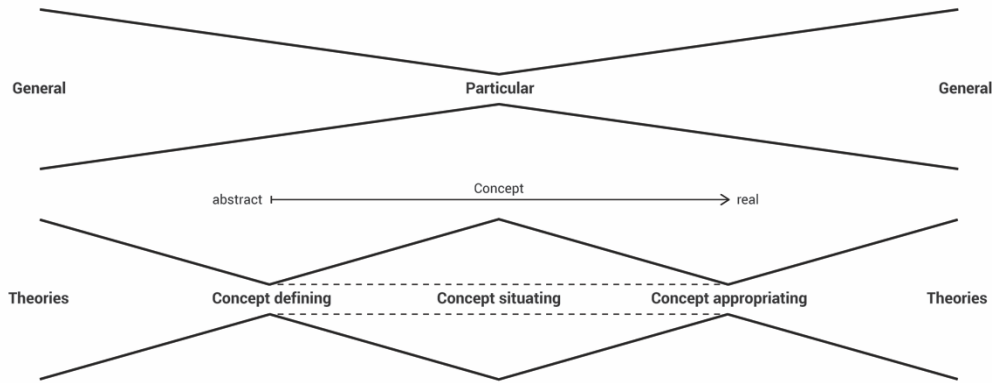 General Particular General
Concept
abstract real
Theories Concept defining Concept situating Concept appropriating Theories